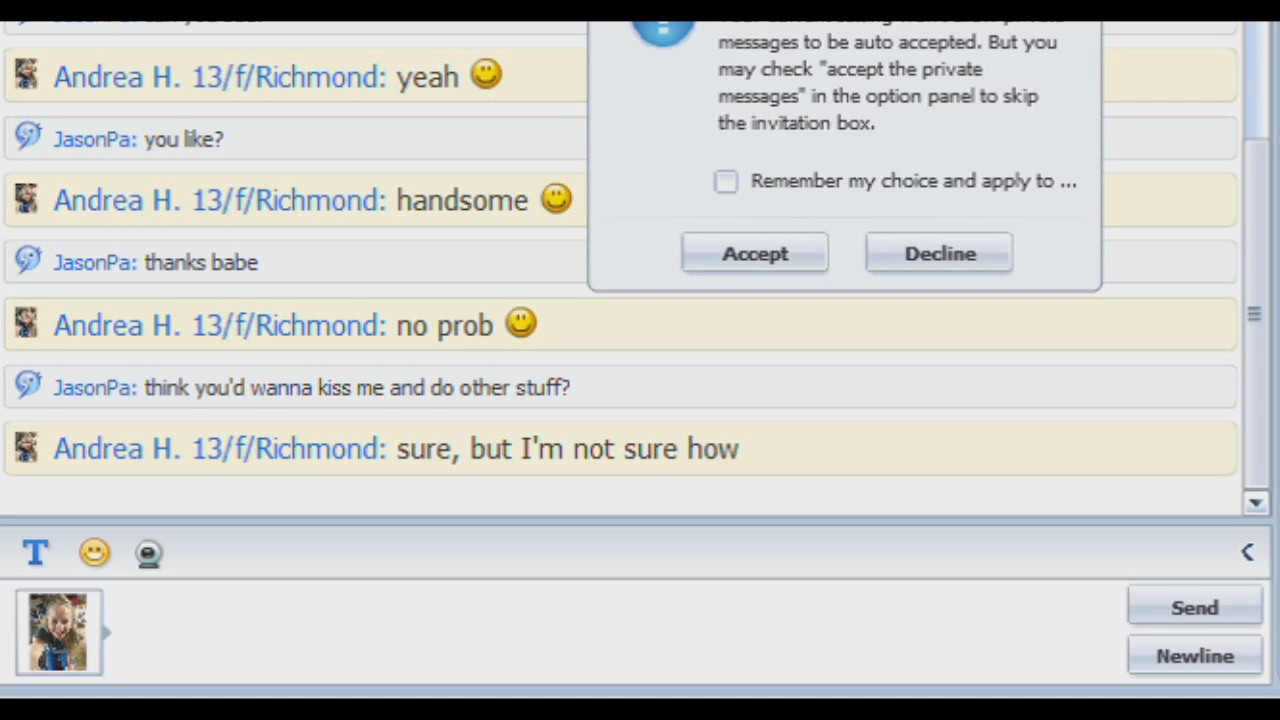 messages to be auto accepted. But you
may check "accept the private
messages" in the option panel to skip
the invitation box.
Remember my choice and apply to ...
Accept
Decline
Andrea H. 13/f/Richmond: yeah
JasonPa: you like?
Andrea H. 13/f/Richmond: handsome
JasonPa: thanks babe
Andrea H. 13/f/Richmond: no prob
JasonPa: think you'd wanna kiss me and do other stuff?
Andrea H. 13/f/Richmond: sure, but I'm not sure how
T
Send
Newline